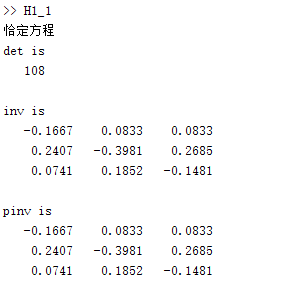 >> H1_1
恰定方程
det is
108
inv is
-0.1667 0.0833 0.0833
0.2407 -0.3981 0.2685
0.0741 0.1852 -0.1481
pinv is
-0.1667 0.0833 0.0833
0.2407 -0.3981 0.2685
0.0741 0.1852 -0.1481